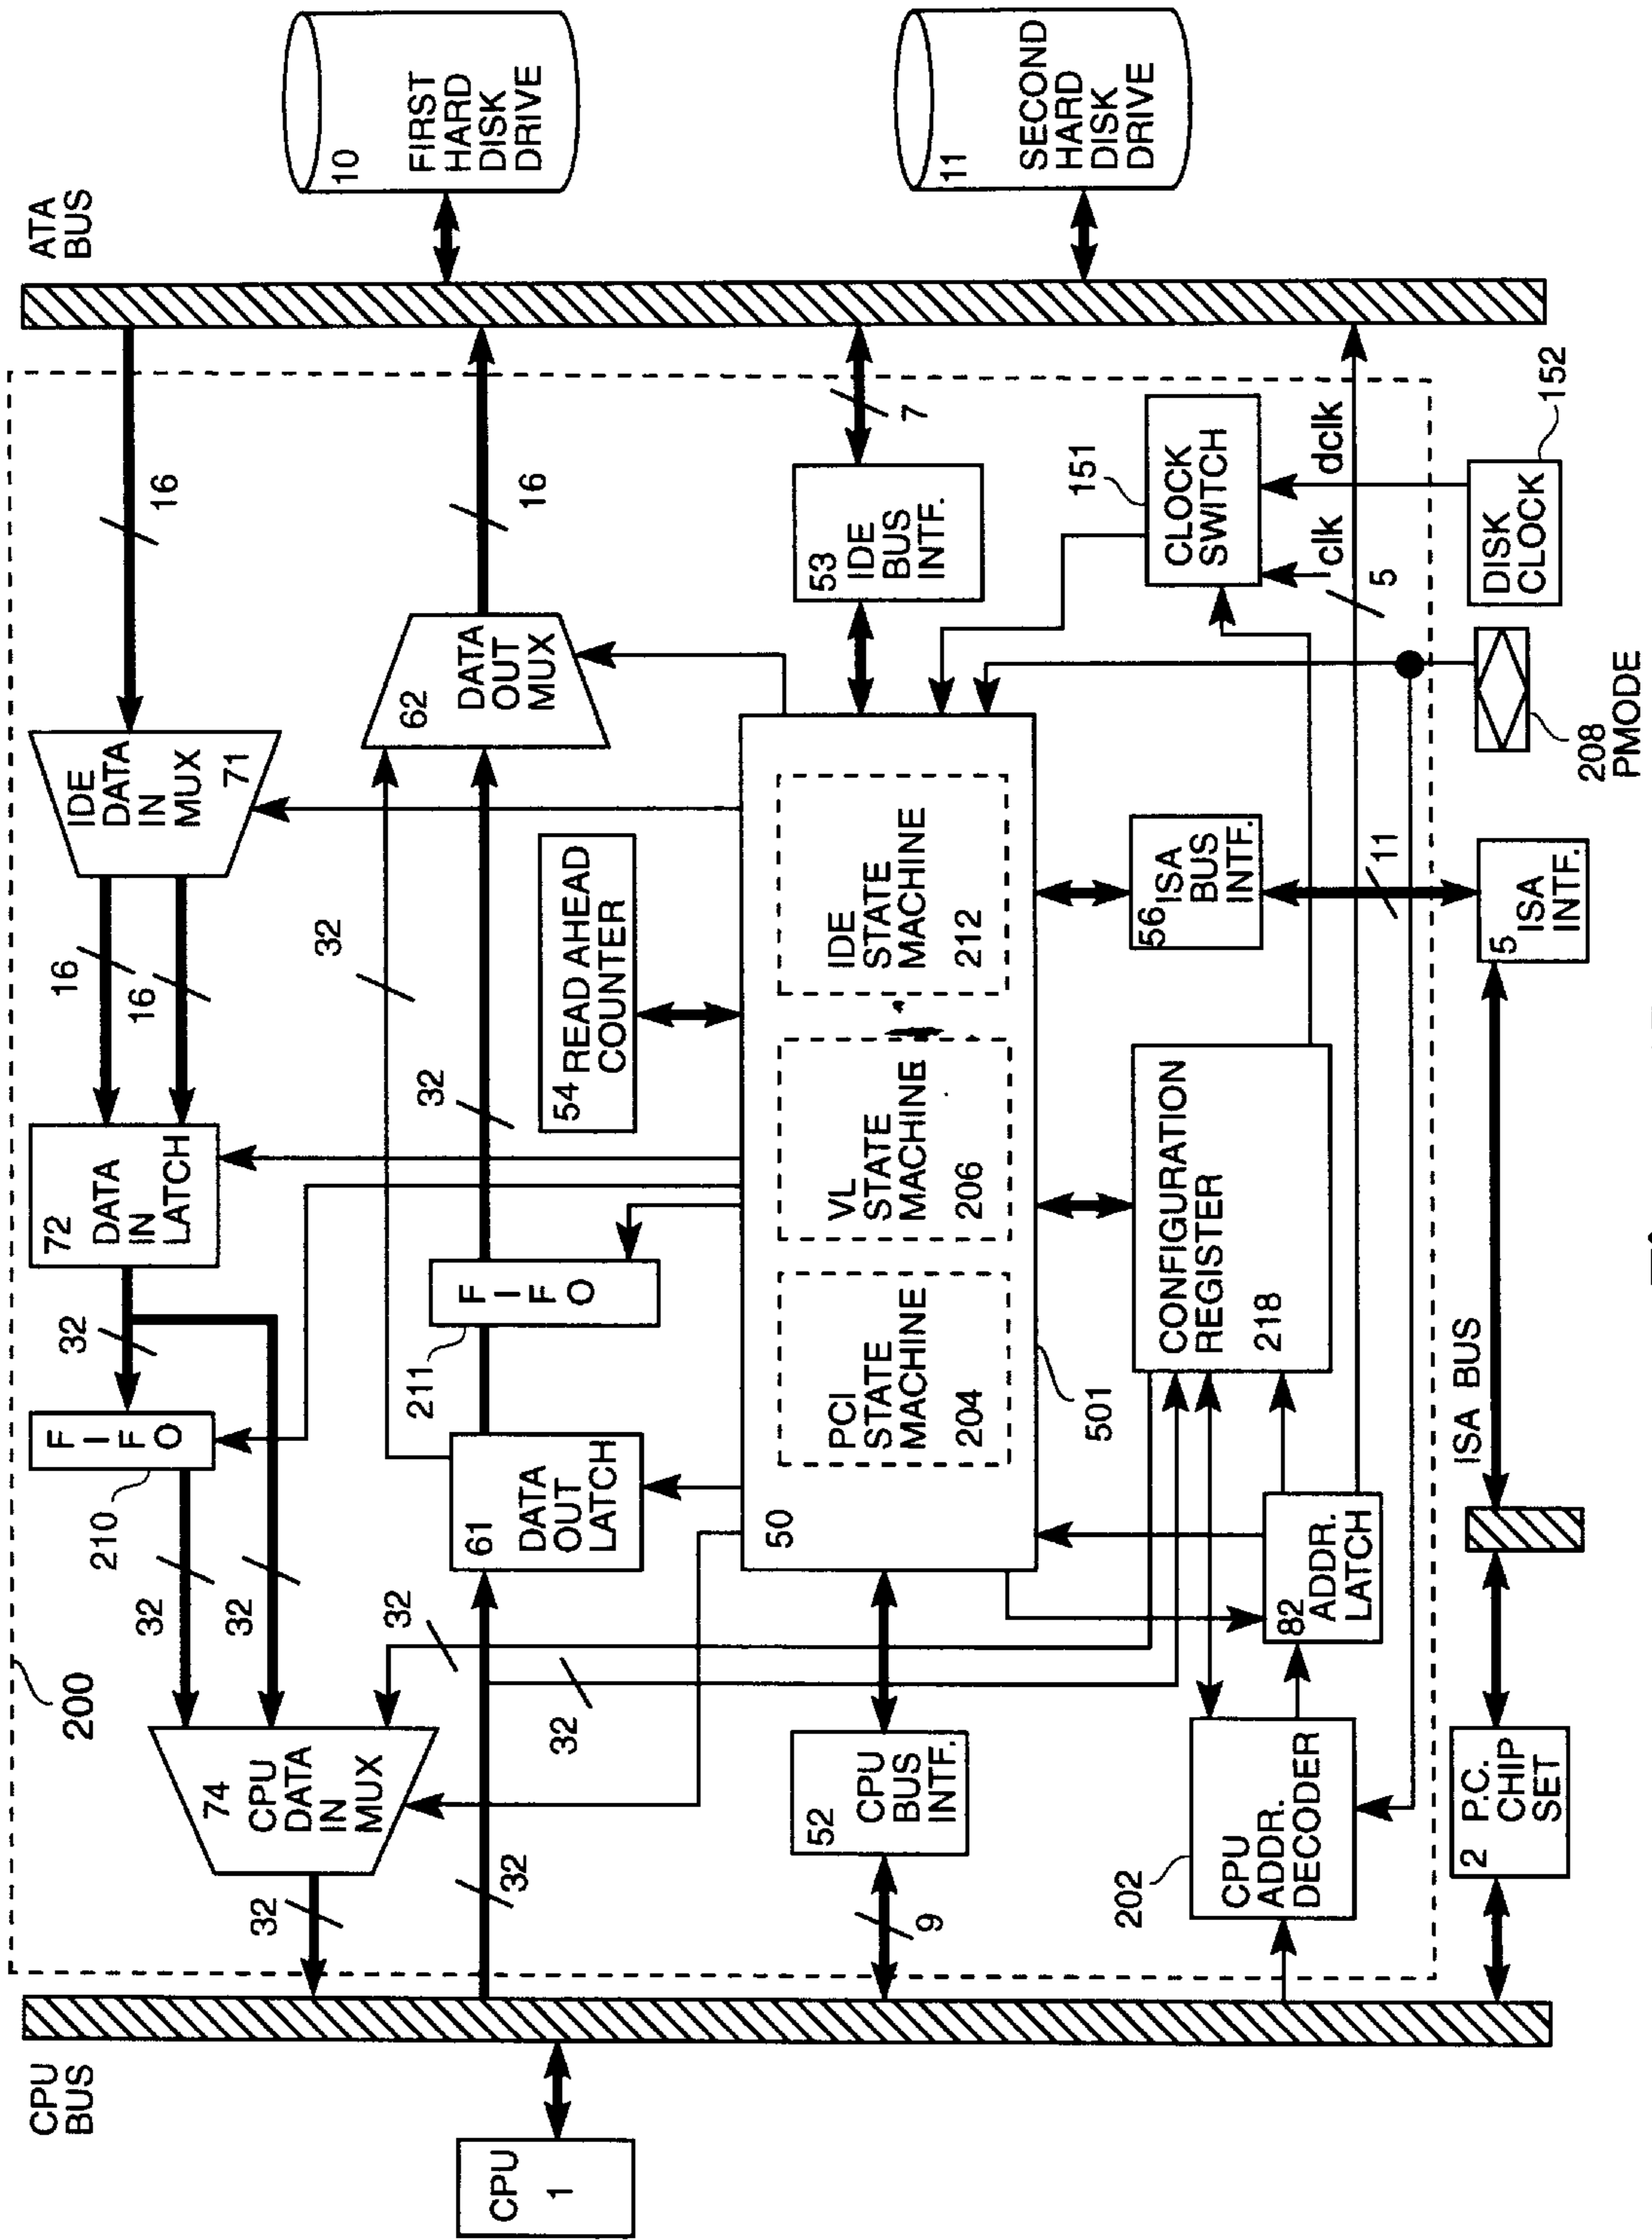 CPU
BUS
CPU
1
ATA
BUS
10
FIRST
HARD
DISK
DRIVE
11
SECOND
HARD
DISK
DRIVE
200
32
74
CPU
DATA
IN
MUX
32
32
210
F
I
F
O
32
72
DATA
IN
LATCH
16
16
IDE
DATA
IN
MUX
71
16
32
32
32
61
DATA
OUT
LATCH
211
F
I
F
O
32
32
62
DATA
OUT
MUX
16
54 READ AHEAD
COUNTER
9
52
CPU
BUS
INTF.
50
PCI
STATE
MACHINE
204
VL
STATE
MACHINE
206
IDE
STATE
MACHINE
212
501
53
IDE
BUS
INTF.
7
202
CPU
ADDR.
DECODER
82
ADDR.
LATCH
CONFIGURATION
REGISTER
218
56
ISA
BUS
INTF.
11
151
CLOCK
SWITCH
clk
dclk
5
152
DISK
CLOCK
208
PMODE
2
P.C.
CHIP
SET
ISA BUS
5
ISA
INTF.